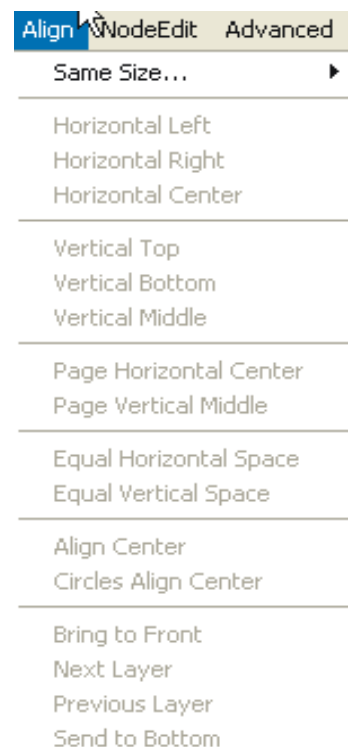 Align NodeEdit Advanced
Same Size...
Horizontal Left
Horizontal Right
Horizontal Center
Vertical Top
Vertical Bottom
Vertical Middle
Page Horizontal Center
Page Vertical Middle
Equal Horizontal Space
Equal Vertical Space
Align Center
Circles Align Center
Bring to Front
Next Layer
Previous Layer
Send to Bottom